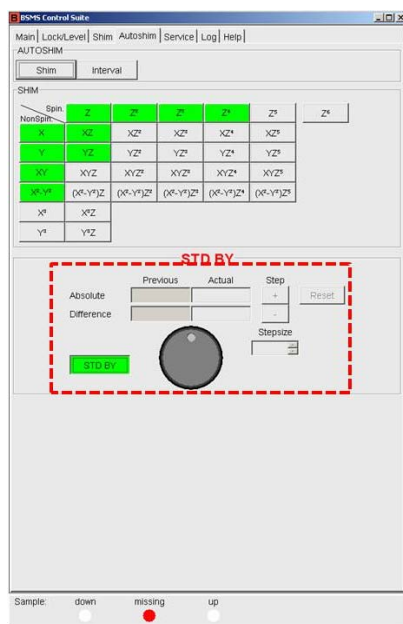 BSMS Control Suite
Main Lock/Level Shim Autoshim Service Log Help
AUTOSHIM
Shim Interval
SHIM
Spin.
NonSpin. Z Z² Z³ Z⁴ Z⁵ Z⁶
X XZ XZ² XZ³ XZ⁴ XZ⁵
Y YZ YZ² YZ³ YZ⁴ YZ⁵
XY XYZ XYZ² XYZ³ XYZ⁴ XYZ⁵
X²-Y² (X²-Y²)Z (X²-Y²)Z² (X²-Y²)Z³ (X²-Y²)Z⁴ (X²-Y²)Z⁵
X³ X³Z
Y³ Y³Z
STD BY
Previous Actual Step
Absolute + Reset
Difference -
Stepsize
STD BY
Sample: down missing up